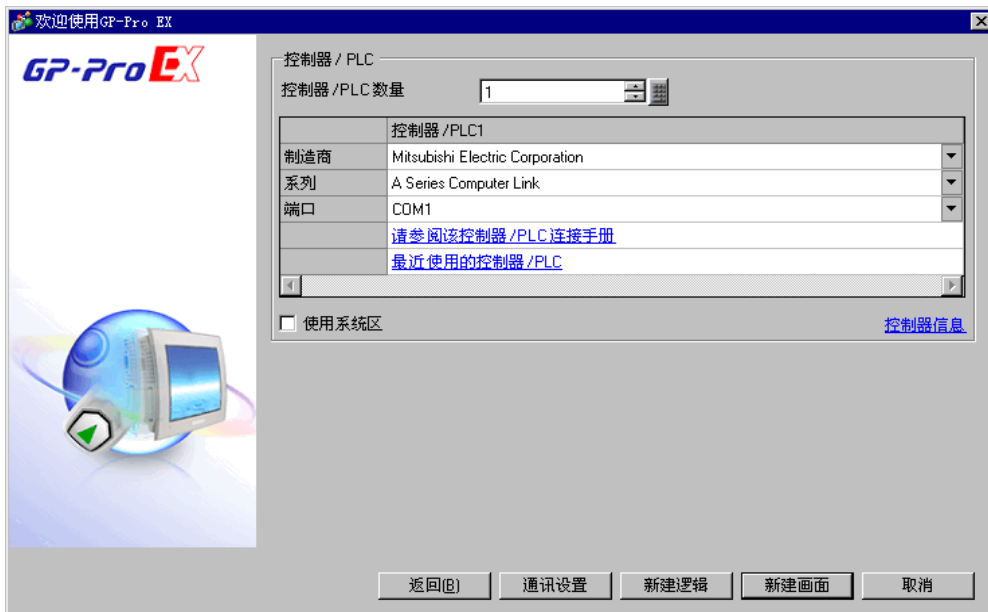 欢迎使用GP-Pro EX
GP-Pro EX
控制器 / PLC
控制器 /PLC 数量 1
控制器 /PLC1
制造商 Mitsubishi Electric Corporation
系列 A Series Computer Link
端口 COM1
请参阅该控制器 /PLC 连接手册
最近使用的控制器 /PLC
使用系统区 控制器信息
返回(B) 通讯设置 新建逻辑 新建画面 取消